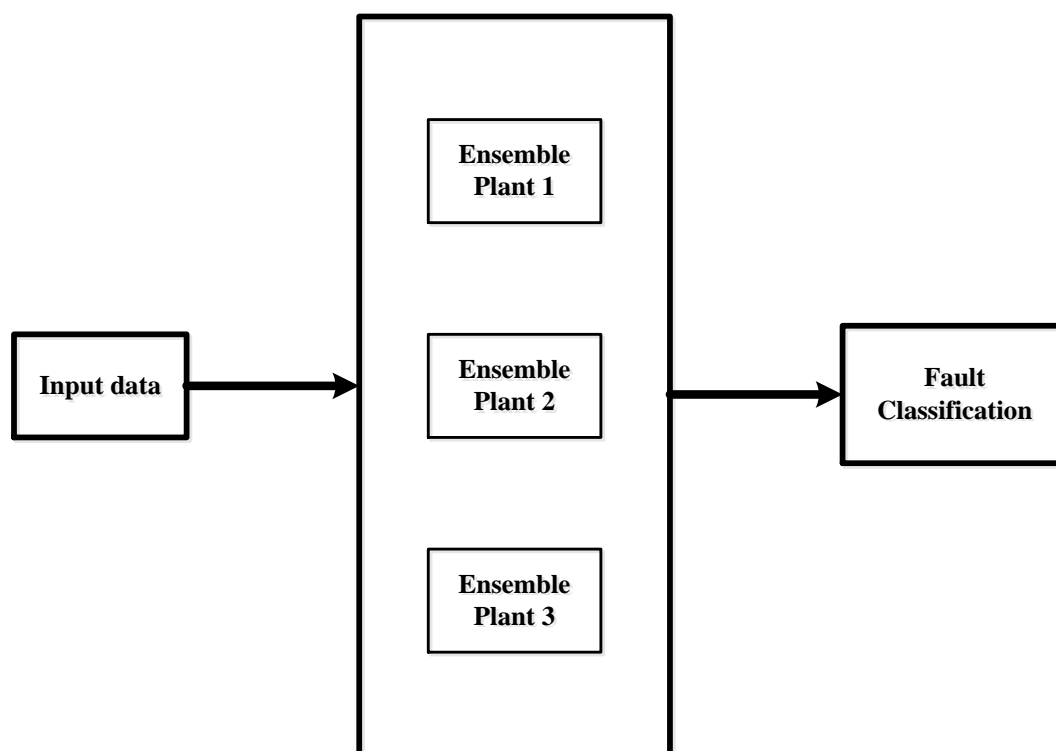 Ensemble
Plant 1
Input data
Ensemble
Plant 2
Fault
Classification
Ensemble
Plant 3